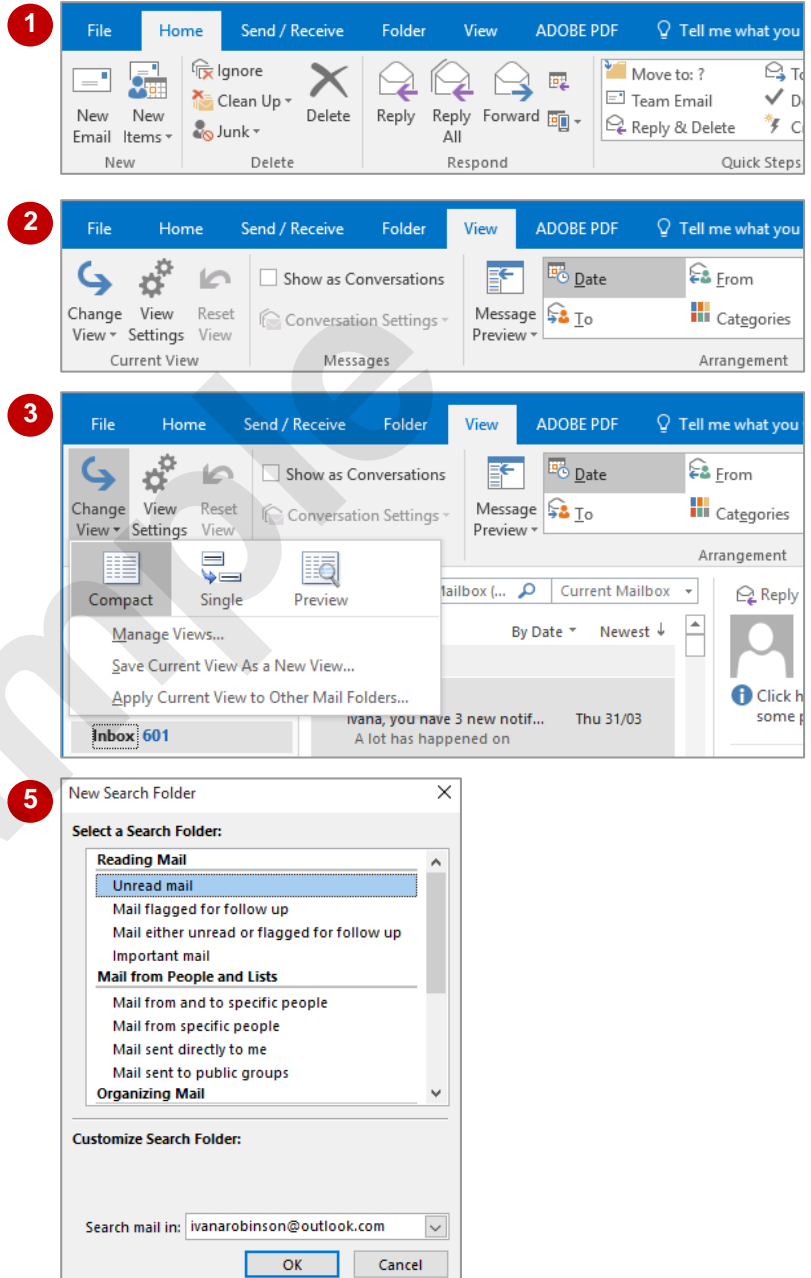 1
File Home Send / Receive Folder View ADOBE PDF Tell me what you
New Email
New Items
Ignore
Clean Up
Junk
Delete
Reply
Reply All
Forward
Move to: ?
Team Email
Reply & Delete
New Delete Respond Quick Steps
2
File Home Send / Receive Folder View ADOBE PDF Tell me what you
Change View
View Settings
Reset View
Show as Conversations
Conversation Settings
Message Preview
Date From
To Categories
Current View Messages Arrangement
3
File Home Send / Receive Folder View ADOBE PDF Tell me what you
Change View
View Settings
Reset View
Show as Conversations
Conversation Settings
Message Preview
Date From
To Categories
Arrangement
Compact Single Preview
Manage Views...
Save Current View As a New View...
Apply Current View to Other Mail Folders...
Current Mailbox
Reply
By Date Newest
Click
some
Ivana, you have 3 new notif... Thu 31/03
A lot has happened on
Inbox 601
5
New Search Folder
Select a Search Folder:
Reading Mail
Unread mail
Mail flagged for follow up
Mail either unread or flagged for follow up
Important mail
Mail from People and Lists
Mail from and to specific people
Mail from specific people
Mail sent directly to me
Mail sent to public groups
Organizing Mail
Customize Search Folder:
Search mail in: ivanarobinson@outlook.com
OK Cancel